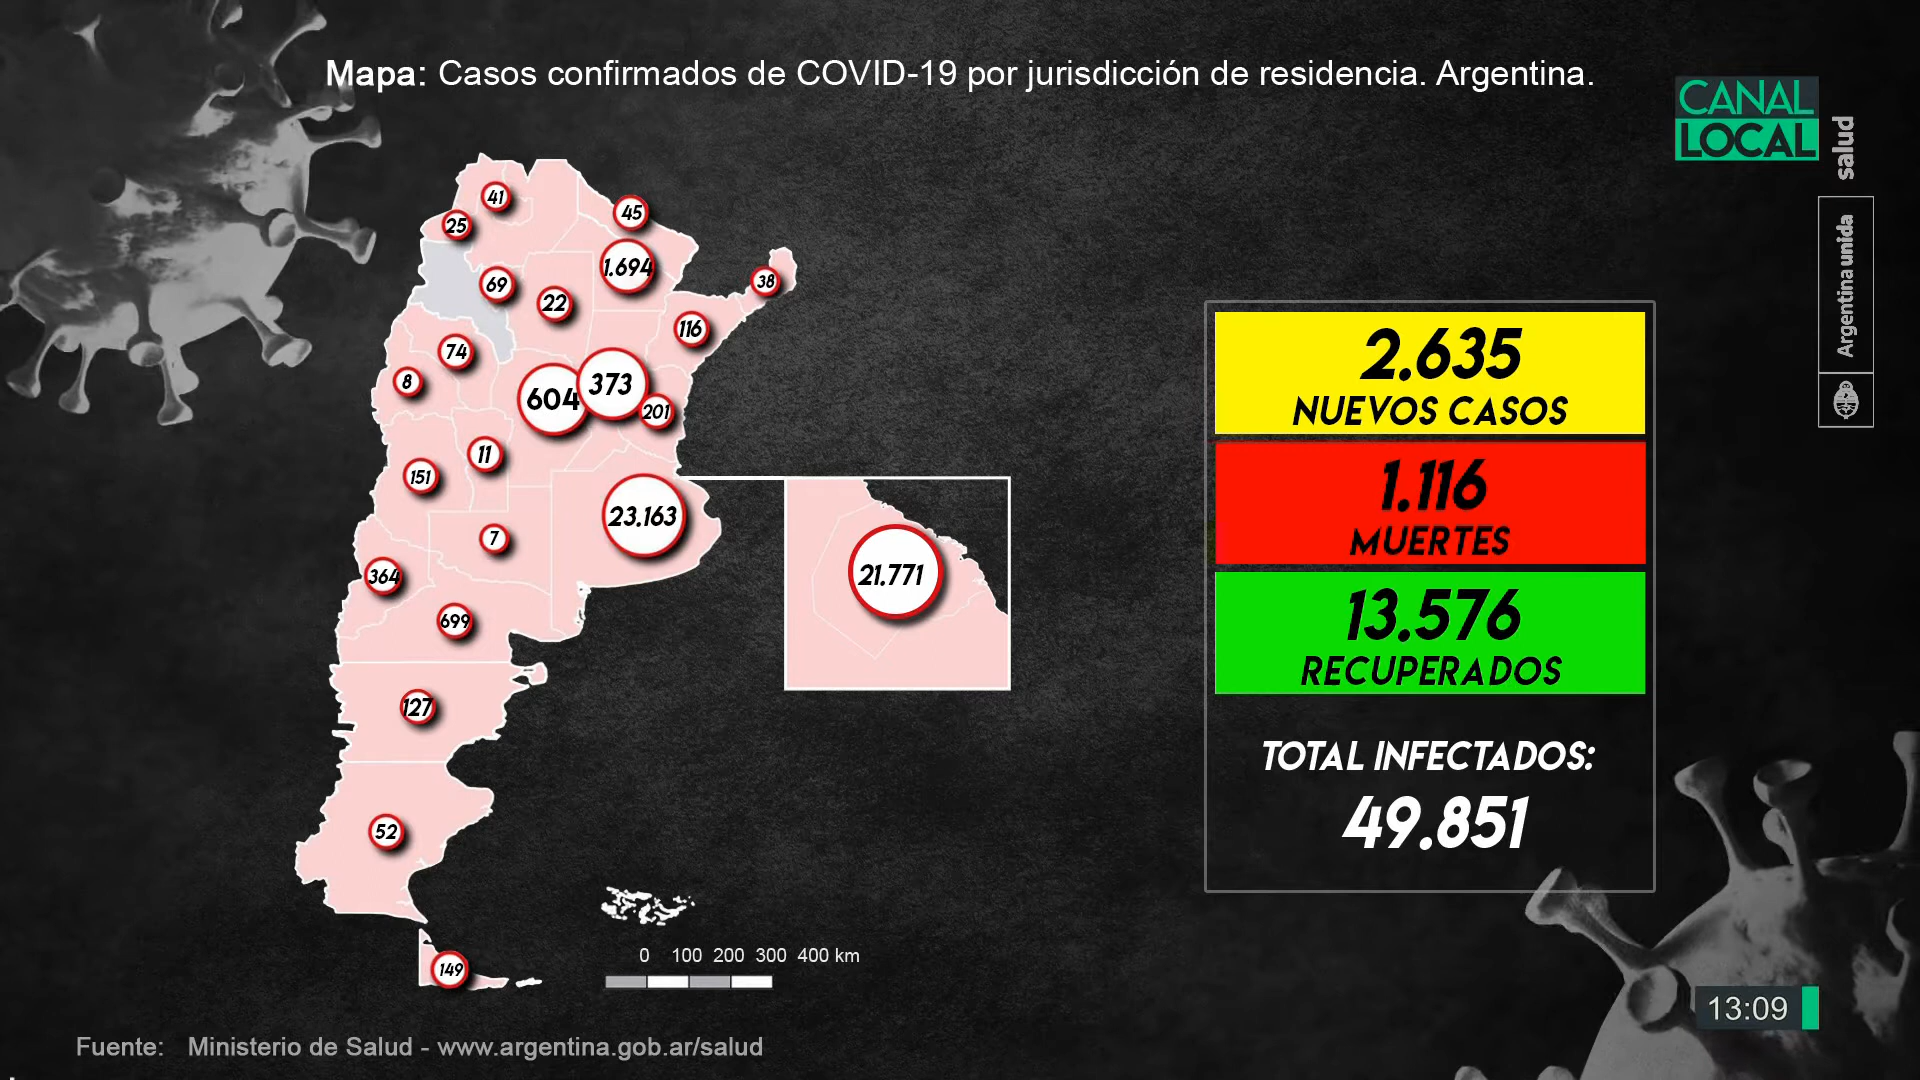 Mapa: Casos confirmados de COVID-19 por jurisdicción de residencia. Argentina.
CANAL
LOCAL
salud
Argentina unida
41
45
25
1.694
69
38
22
116
74
8
604
373
201
11
151
23.163
7
21.771
364
699
127
52
149
2.635
NUEVOS CASOS
1.116
MUERTES
13.576
RECUPERADOS
TOTAL INFECTADOS:
49.851
0 100 200 300 400 km
13:09
Fuente: Ministerio de Salud - www.argentina.gob.ar/salud